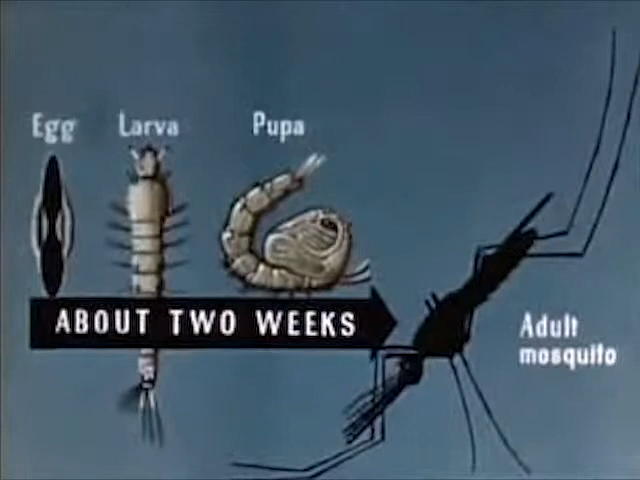 Egg
Larva
Pupa
ABOUT TWO WEEKS
Adult
mosquito